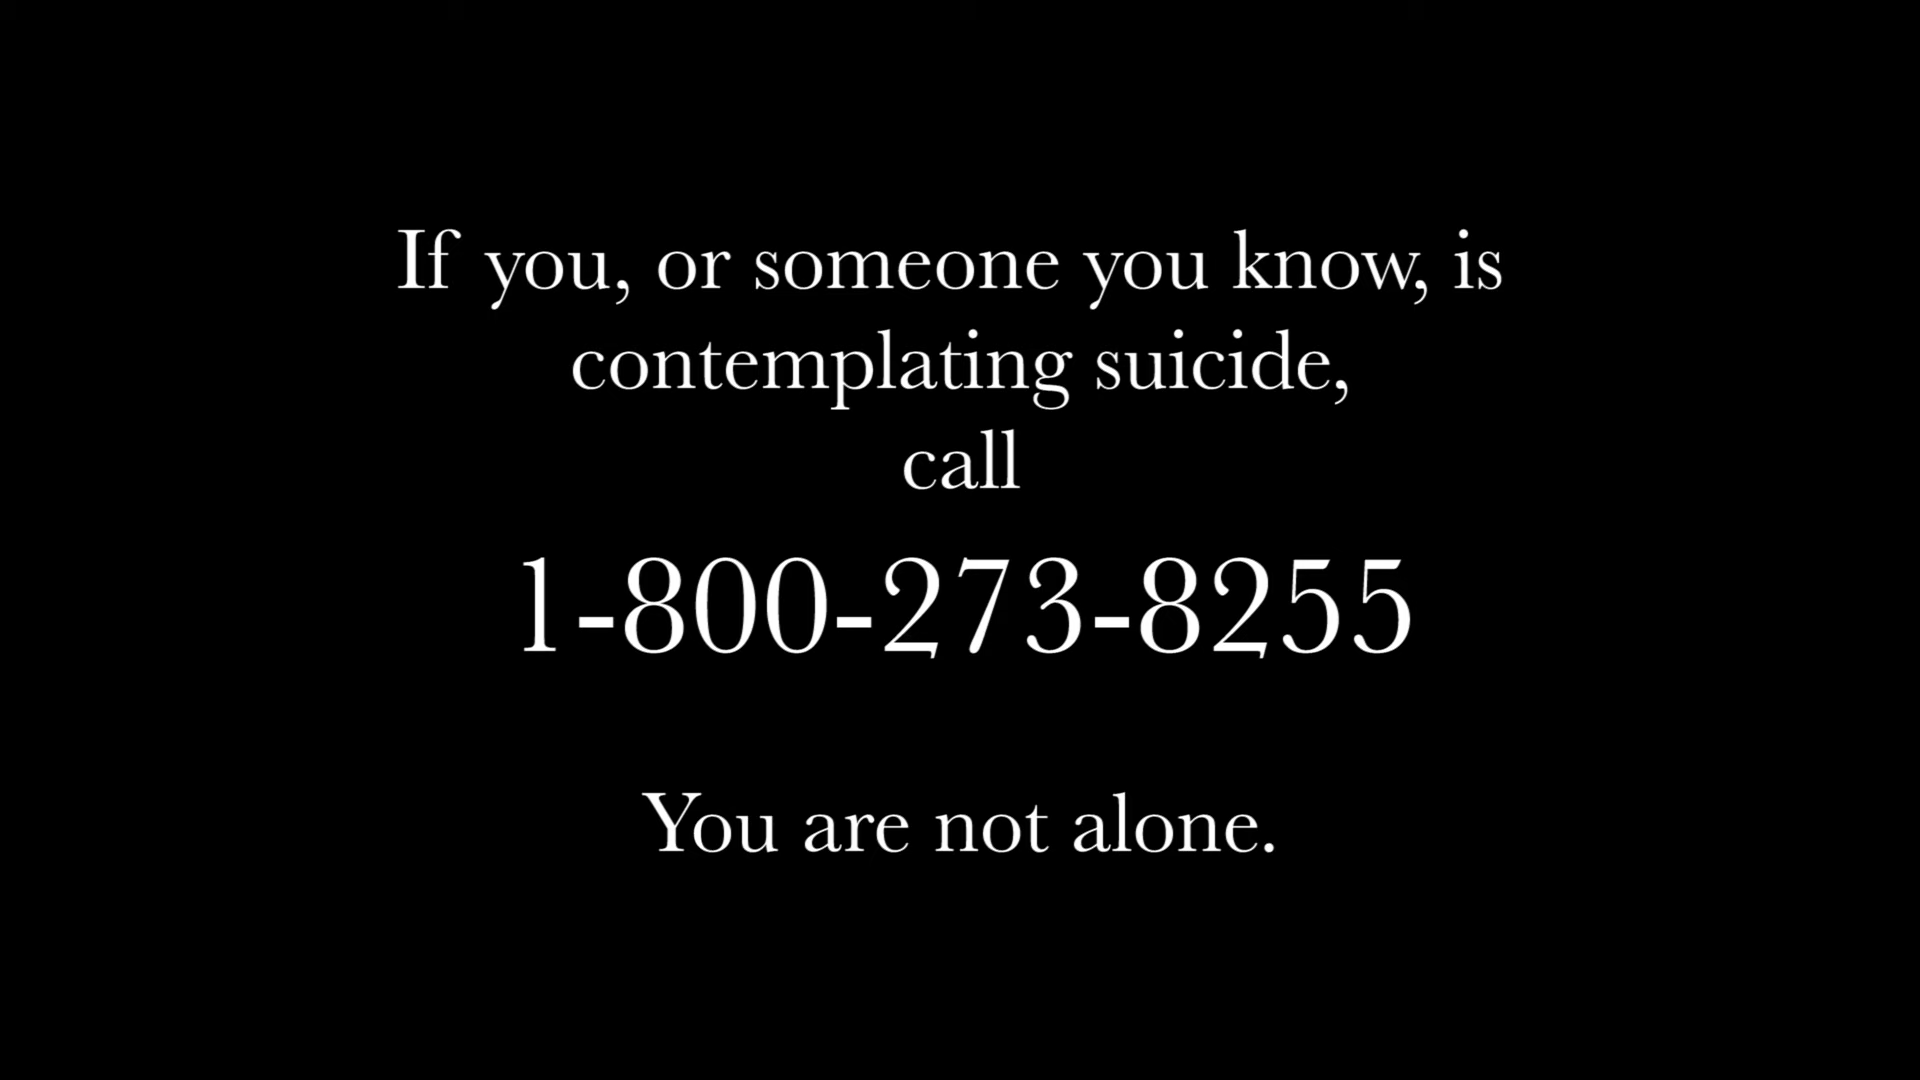 If you, or someone you know, is
contemplating suicide,
call
1-800-273-8255
You are not alone.